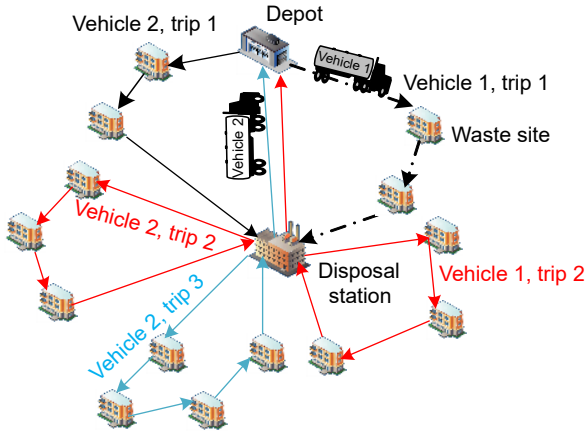 Depot
Vehicle 2, trip 1
Vehicle 1
Vehicle 1, trip 1
Vehicle 2
Waste site
Vehicle 2, trip 2
Disposal
station
Vehicle 1, trip 2
Vehicle 2, trip 3